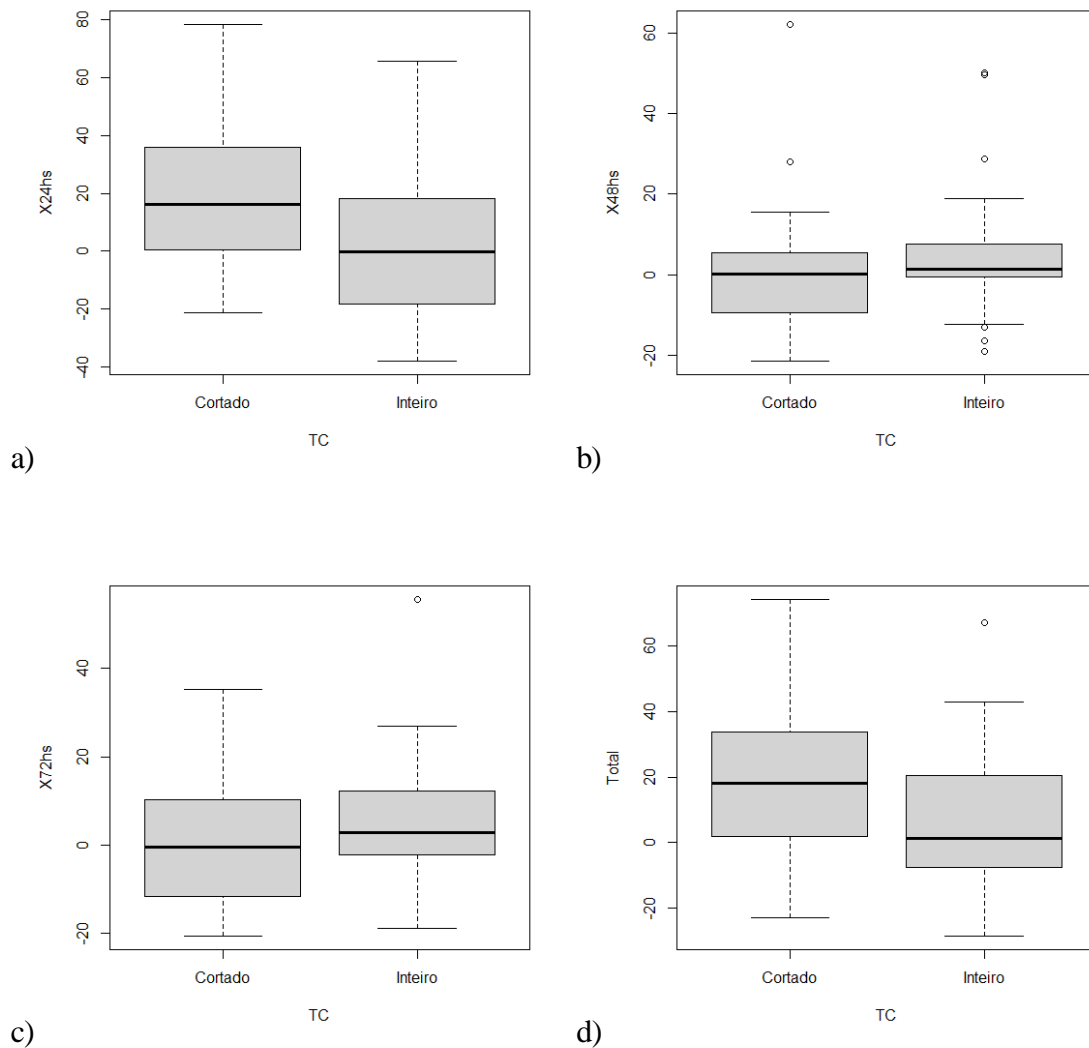 80
60
40
20
0
-20
-40
X24hs
Cortado Inteiro
TC
a)
60
40
20
0
-20
X48hs
Cortado Inteiro
TC
b)
40
20
0
-20
X72hs
Cortado Inteiro
TC
c)
60
40
20
0
-20
Total
Cortado Inteiro
TC
d)